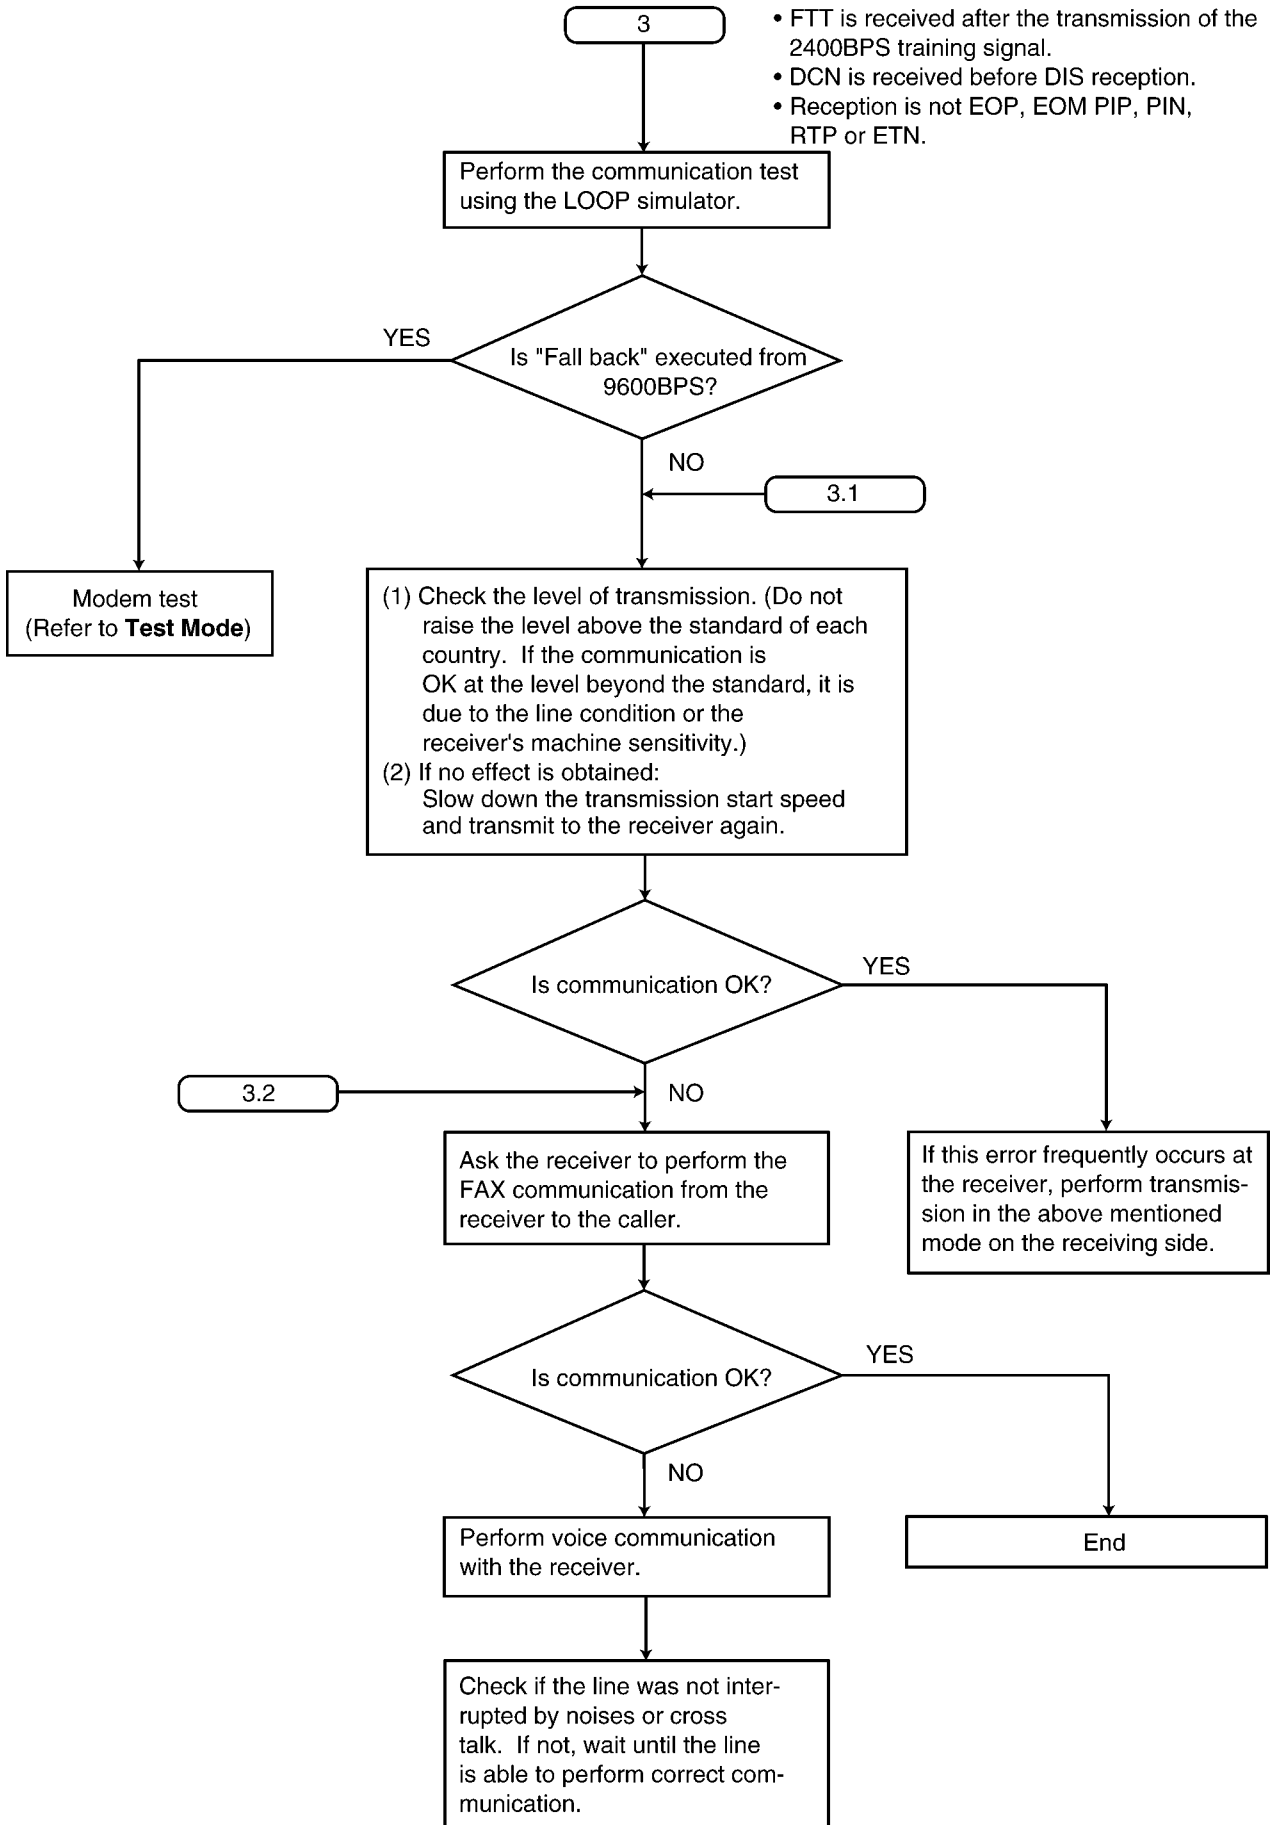 3
• FTT is received after the transmission of the
2400BPS training signal.
• DCN is received before DIS reception.
• Reception is not EOP, EOM PIP, PIN,
RTP or ETN.
Perform the communication test
using the LOOP simulator.
YES
Is "Fall back" executed from
9600BPS?
NO
3.1
Modem test
(Refer to Test Mode)
(1) Check the level of transmission. (Do not
raise the level above the standard of each
country.  If the communication is
OK at the level beyond the standard, it is
due to the line condition or the
receiver's machine sensitivity.)
(2) If no effect is obtained:
Slow down the transmission start speed
and transmit to the receiver again.
Is communication OK?
YES
3.2
NO
Ask the receiver to perform the
FAX communication from the
receiver to the caller.
If this error frequently occurs at
the receiver, perform transmis-
sion in the above mentioned
mode on the receiving side.
Is communication OK?
YES
NO
Perform voice communication
with the receiver.
End
Check if the line was not inter-
rupted by noises or cross
talk.  If not, wait until the line
is able to perform correct com-
munication.